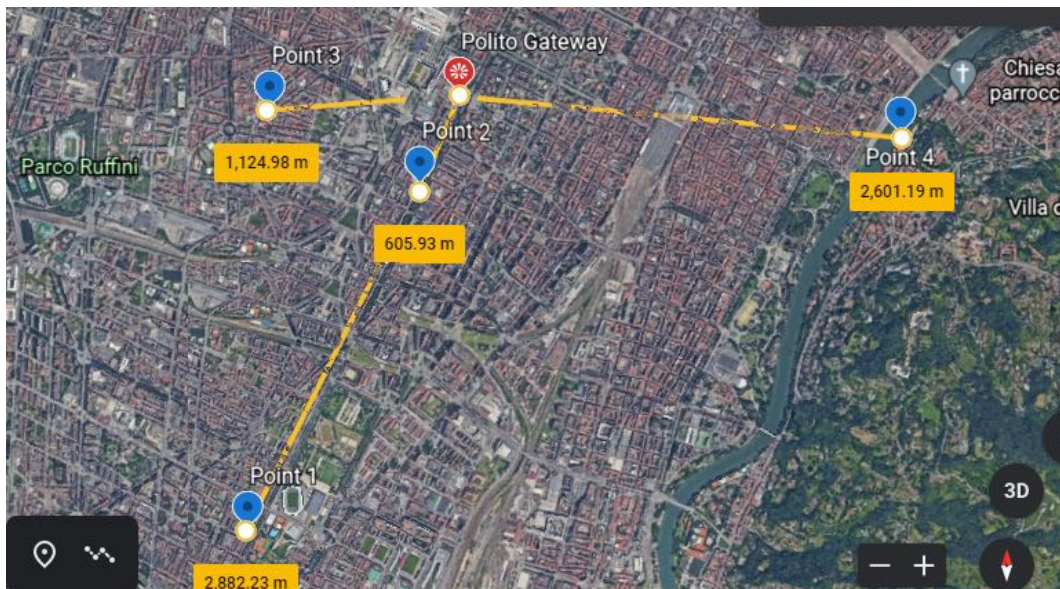 Polito Gateway
Point 3
Chiesa
parrocc
Point 2
1,124.98 m
Parco Ruffini
Point 4
2,601.19 m
Villa
605.93 m
Point 1
3D
2,882.23 m